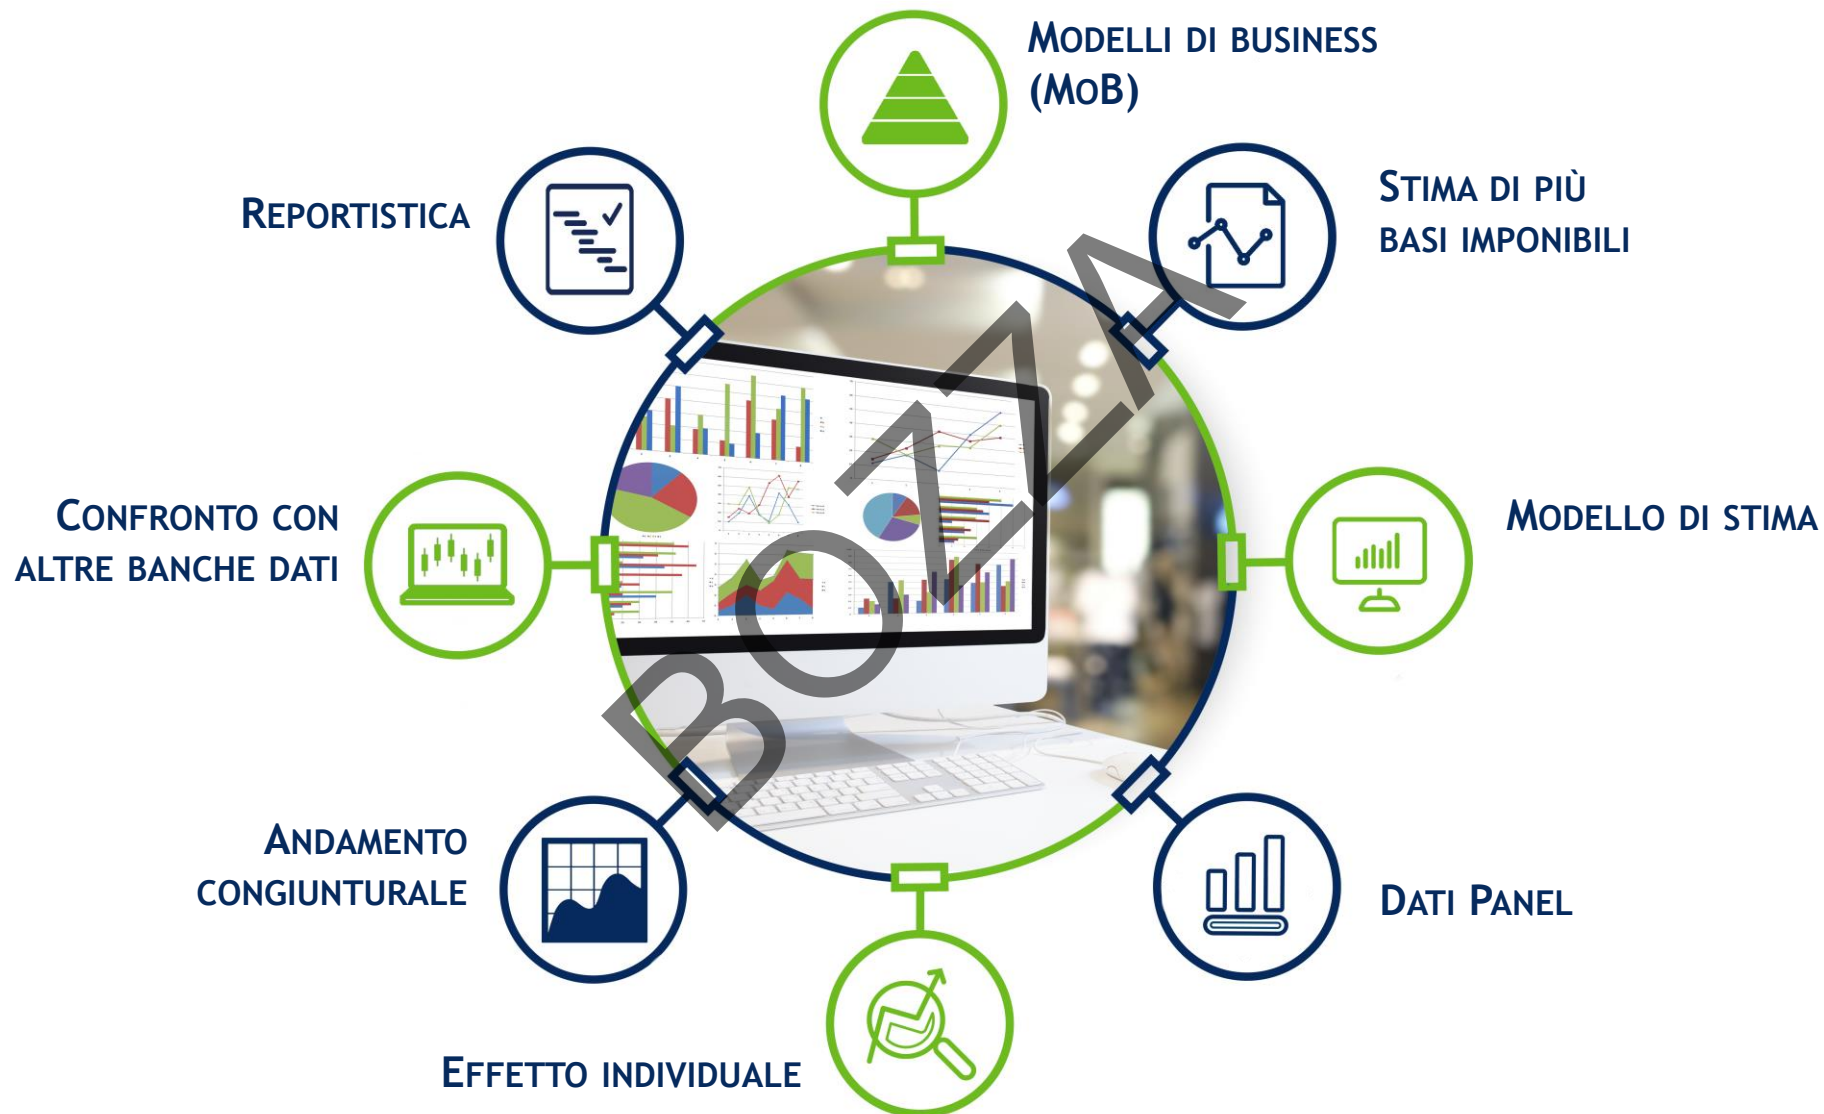 MODELLI DI BUSINESS
(MOB)
STIMA DI PIÙ
BASI IMPONIBILI
REPORTISTICA
CONFRONTO CON
ALTRE BANCHE DATI
MODELLO DI STIMA
ANDAMENTO
CONGIUNTURALE
DATI PANEL
EFFETTO INDIVIDUALE
BOZZA